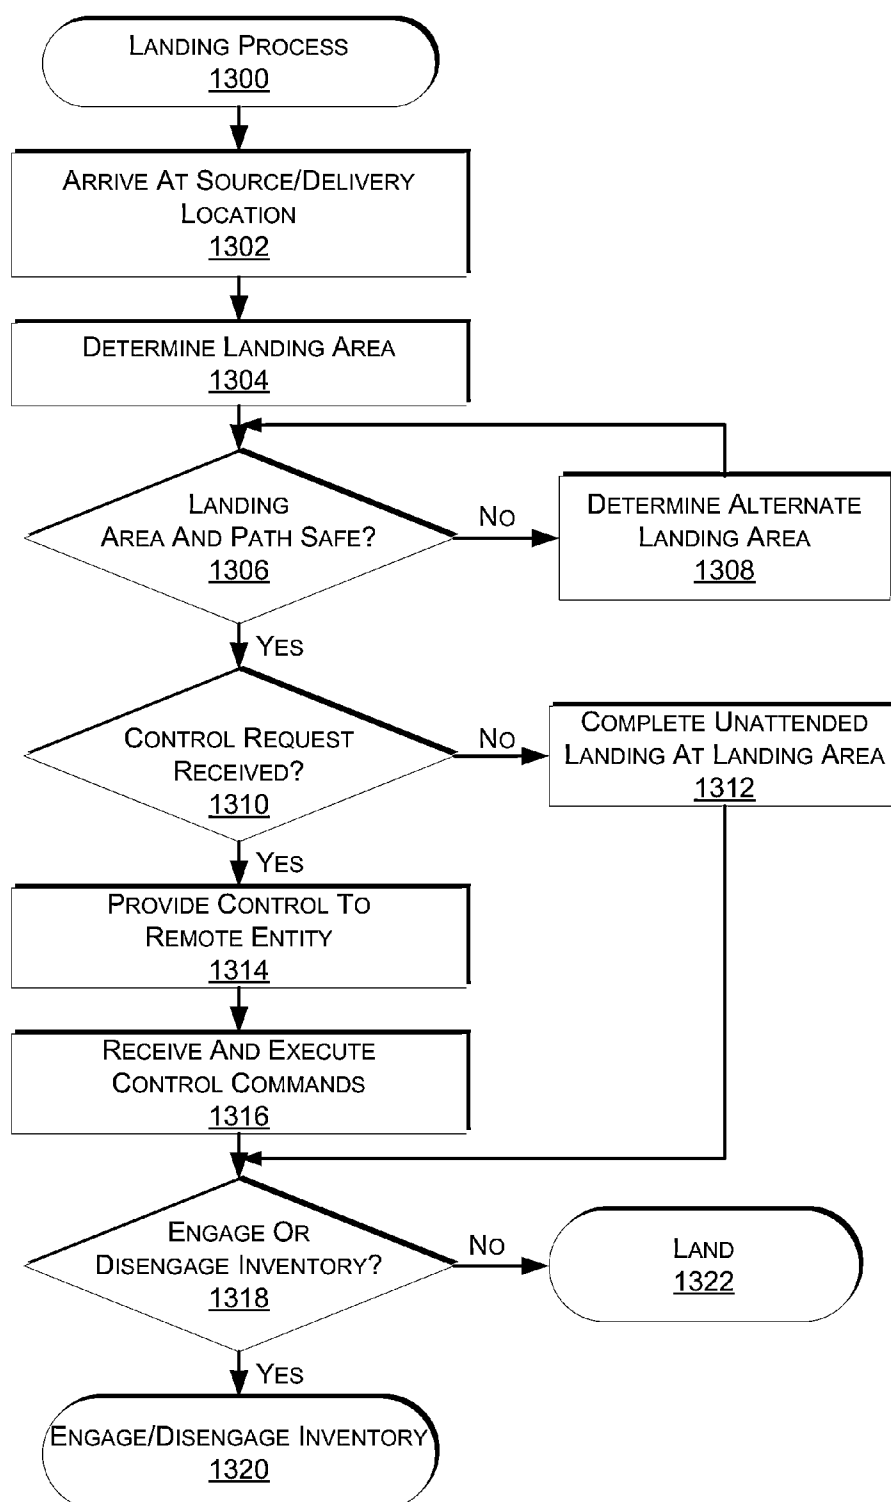 LANDING PROCESS
1300
ARRIVE AT SOURCE/DELIVERY
LOCATION
1302
DETERMINE LANDING AREA
1304
LANDING
AREA AND PATH SAFE?
1306
NO
DETERMINE ALTERNATE
LANDING AREA
1308
YES
CONTROL REQUEST
RECEIVED?
1310
NO
COMPLETE UNATTENDED
LANDING AT LANDING AREA
1312
YES
PROVIDE CONTROL TO
REMOTE ENTITY
1314
RECEIVE AND EXECUTE
CONTROL COMMANDS
1316
ENGAGE OR
DISENGAGE INVENTORY?
1318
NO
LAND
1322
YES
ENGAGE/DISENGAGE INVENTORY
1320